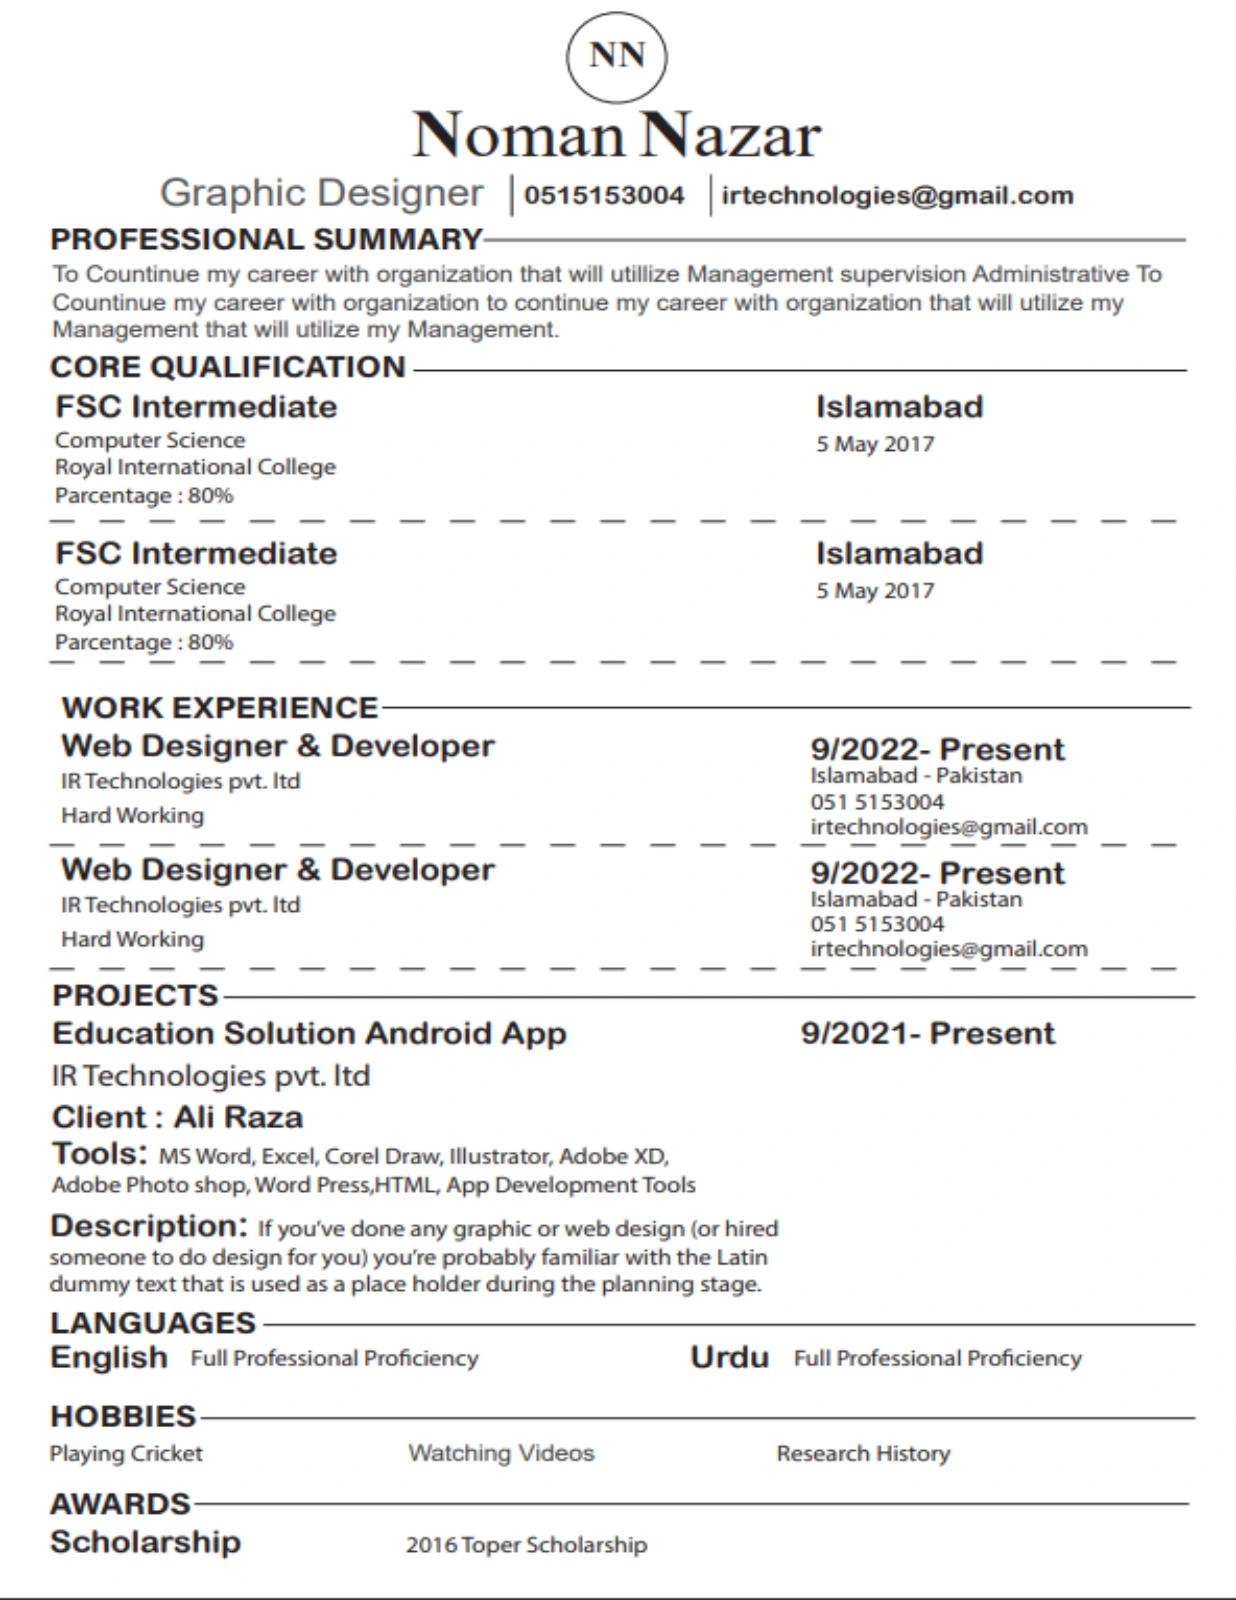 NN
Noman Nazar
Graphic Designer 0515153004 irtechnologies@gmail.com
PROFESSIONAL SUMMARY
To Countinue my career with organization that will utillize Management supervision Administrative To
Countinue my career with organization to continue my career with organization that will utilize my
Management that will utilize my Management.
CORE QUALIFICATION
FSC Intermediate Islamabad
Computer Science 5 May 2017
Royal International College
Parcentage : 80%
FSC Intermediate Islamabad
Computer Science 5 May 2017
Royal International College
Parcentage : 80%
WORK EXPERIENCE
Web Designer & Developer 9/2022- Present
IR Technologies pvt. ltd Islamabad - Pakistan
Hard Working 051 5153004
irtechnologies@gmail.com
Web Designer & Developer 9/2022- Present
IR Technologies pvt. ltd Islamabad - Pakistan
Hard Working 051 5153004
irtechnologies@gmail.com
PROJECTS
Education Solution Android App 9/2021- Present
IR Technologies pvt. ltd
Client : Ali Raza
Tools: MS Word, Excel, Corel Draw, Illustrator, Adobe XD,
Adobe Photo shop, Word Press,HTML, App Development Tools
Description: If you've done any graphic or web design (or hired
someone to do design for you) you're probably familiar with the Latin
dummy text that is used as a place holder during the planning stage.
LANGUAGES
English Full Professional Proficiency Urdu Full Professional Proficiency
HOBBIES
Playing Cricket Watching Videos Research History
AWARDS
Scholarship 2016 Toper Scholarship